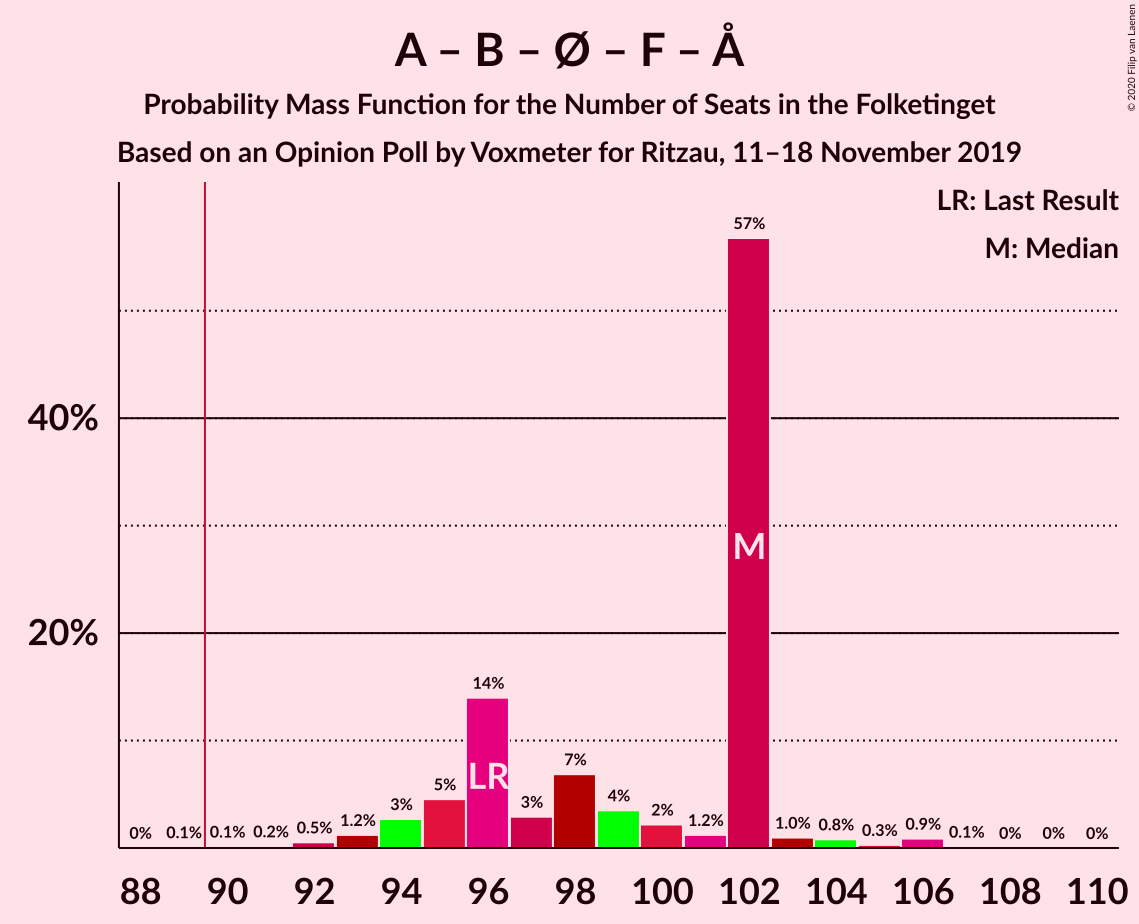 A – B – Ø – F – Å
Probability Mass Function for the Number of Seats in the Folketinget
Based on an Opinion Poll by Voxmeter for Ritzau, 11–18 November 2019
© 2020 Filip van Laenen
LR: Last Result
M: Median
57%
40%
M
20%
14%
LR
7%
5%
4%
3%
3%
2%
0% 0.1% 0.1% 0.2% 0.5% 1.2% 1.2% 1.0% 0.8% 0.3% 0.9% 0.1% 0% 0% 0%
88 90 92 94 96 98 100 102 104 106 108 110